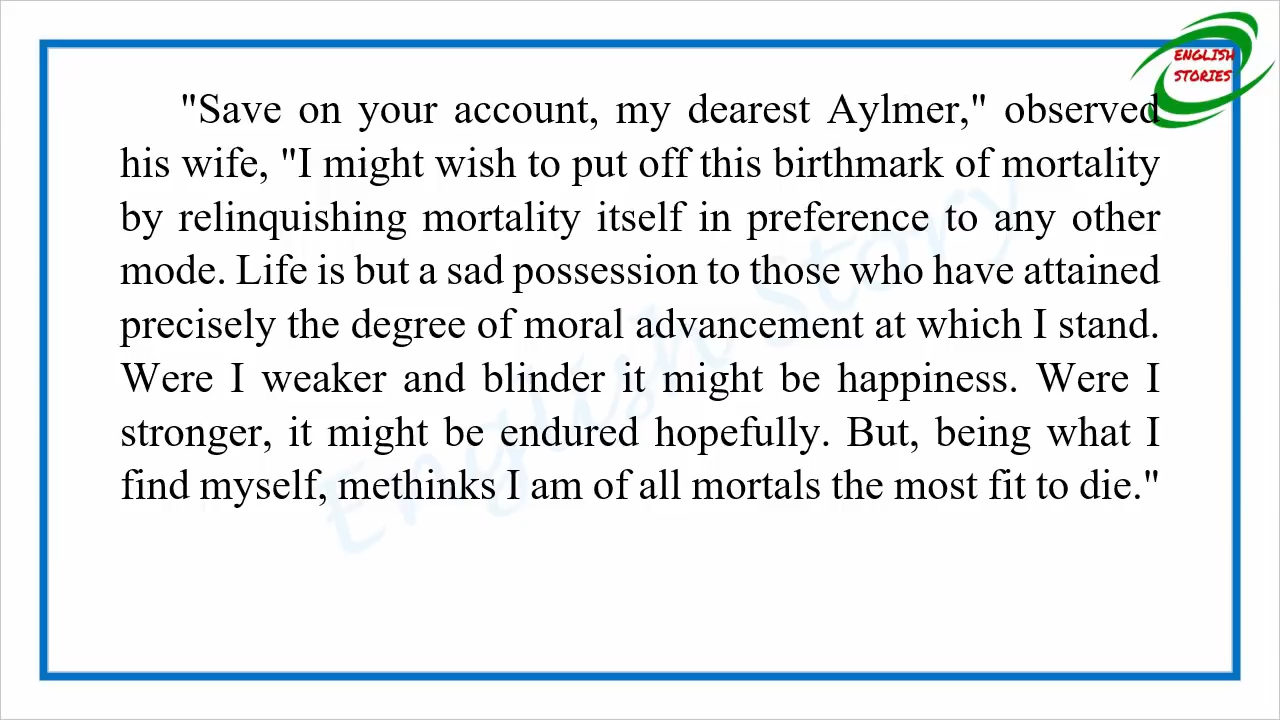 ENGLISH
STORIES
"Save on your account, my dearest Aylmer," observed
his wife, "I might wish to put off this birthmark of mortality
by relinquishing mortality itself in preference to any other
mode. Life is but a sad possession to those who have attained
precisely the degree of moral advancement at which I stand.
Were I weaker and blinder it might be happiness. Were I
stronger, it might be endured hopefully. But, being what I
find myself, methinks I am of all mortals the most fit to die."
English Story